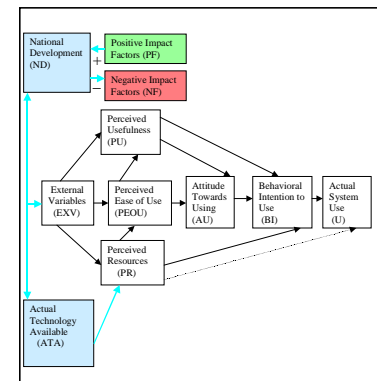 National
Development
(ND)
Positive Impact
Factors (PF)
+
Negative Impact
Factors (NF)
−
Perceived
Usefulness
(PU)
External
Variables
(EXV)
Perceived
Ease of Use
(PEOU)
Attitude
Towards
Using
(AU)
Behavioral
Intention to
Use
(BI)
Actual
System
Use
(U)
Perceived
Resources
(PR)
Actual
Technology
Available
(ATA)